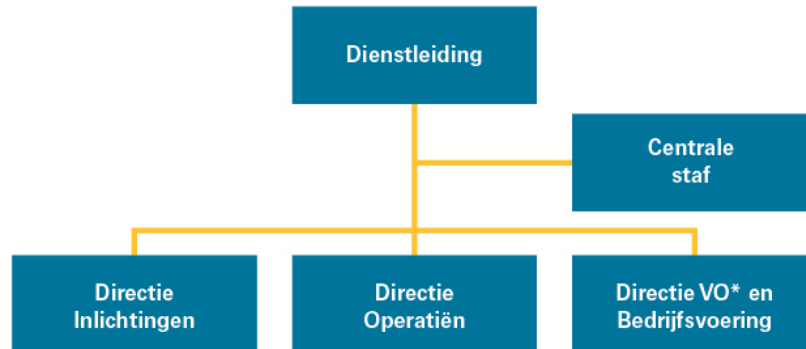 Dienstleiding
Centrale
staf
Directie
Inlichtingen
Directie
Operatiën
Directie VO* en
Bedrijfsvoering